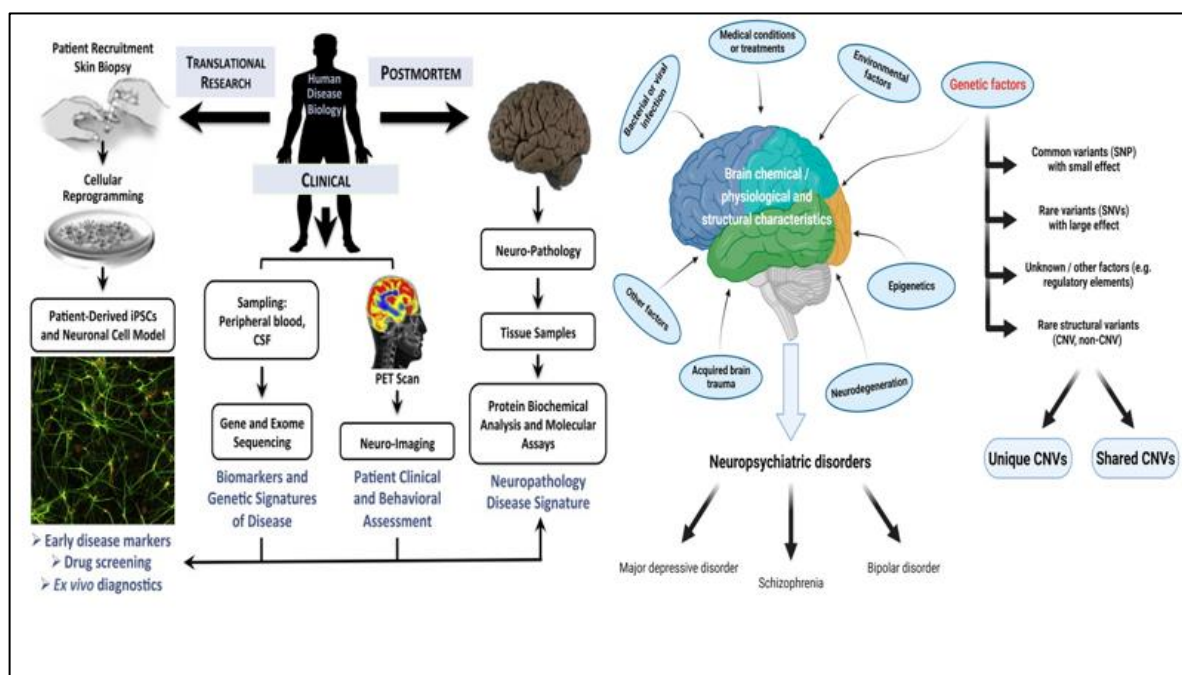 Patient Recruitment
Skin Biopsy
TRANSLATIONAL
RESEARCH
Human
Disease
Biology
POSTMORTEM
Cellular
Reprogramming
CLINICAL
Patient-Derived iPSCs
and Neuronal Cell Model
Sampling:
Peripheral blood,
CSF
PET Scan
Gene and Exome
Sequencing
Neuro-Imaging
Biomarkers and
Genetic Signatures
of Disease
Patient Clinical
and Behavioral
Assessment
Neuro-Pathology
Tissue Samples
Protein Biochemical
Analysis and Molecular
Assays
Neuropathology
Disease Signature
➢ Early disease markers
➢ Drug screening
➢ Ex vivo diagnostics
Medical conditions
or treatments
Bacterial or viral
infection
Environmental
factors
Genetic factors
Brain chemical /
physiological and
structural characteristics
Other factors
Acquired brain
trauma
Neurodegeneration
Epigenetics
Common variants (SNP)
with small effect
Rare variants (SNVs)
with large effect
Unknown / other factors (e.g.
regulatory elements)
Rare structural variants
(CNV, non-CNV)
Unique CNVs
Shared CNVs
Neuropsychiatric disorders
Major depressive disorder
Schizophrenia
Bipolar disorder